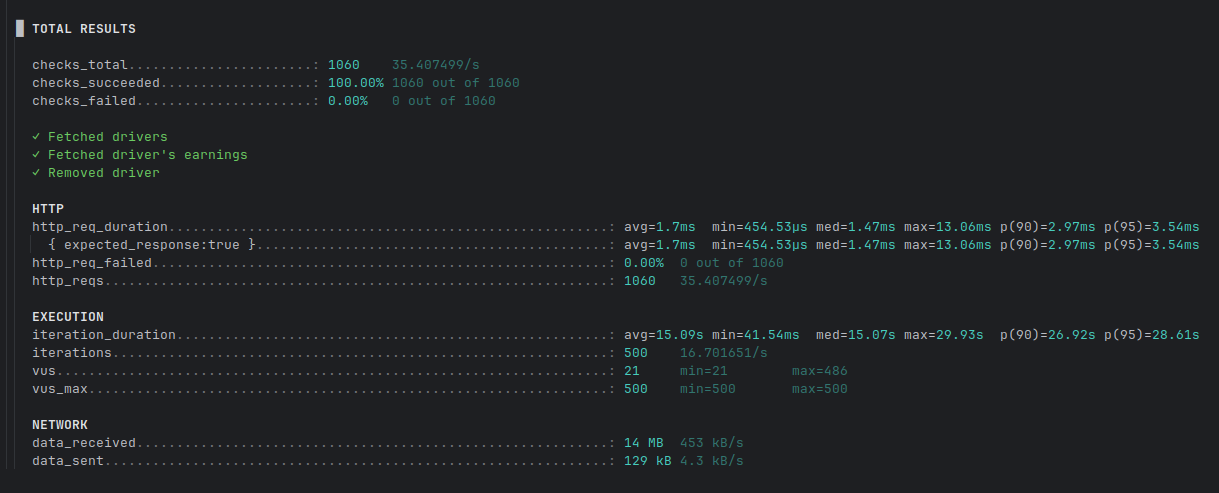 TOTAL RESULTS
checks_total.......................: 1060    35.407499/s
checks_succeeded...................: 100.00% 1060 out of 1060
checks_failed......................: 0.00%   0 out of 1060
✓ Fetched drivers
✓ Fetched driver's earnings
✓ Removed driver
HTTP
http_req_duration.......................................................: avg=1.7ms  min=454.53µs med=1.47ms max=13.06ms p(90)=2.97ms p(95)=3.54ms
  { expected_response:true }............................................: avg=1.7ms  min=454.53µs med=1.47ms max=13.06ms p(90)=2.97ms p(95)=3.54ms
http_req_failed.........................................................: 0.00%  0 out of 1060
http_reqs...............................................................: 1060   35.407499/s
EXECUTION
iteration_duration......................................................: avg=15.09s min=41.54ms  med=15.07s max=29.93s  p(90)=26.92s p(95)=28.61s
iterations..............................................................: 500    16.701651/s
vus.....................................................................: 21     min=21        max=486
vus_max.................................................................: 500    min=500       max=500
NETWORK
data_received...........................................................: 14 MB  453 kB/s
data_sent...............................................................: 129 kB 4.3 kB/s